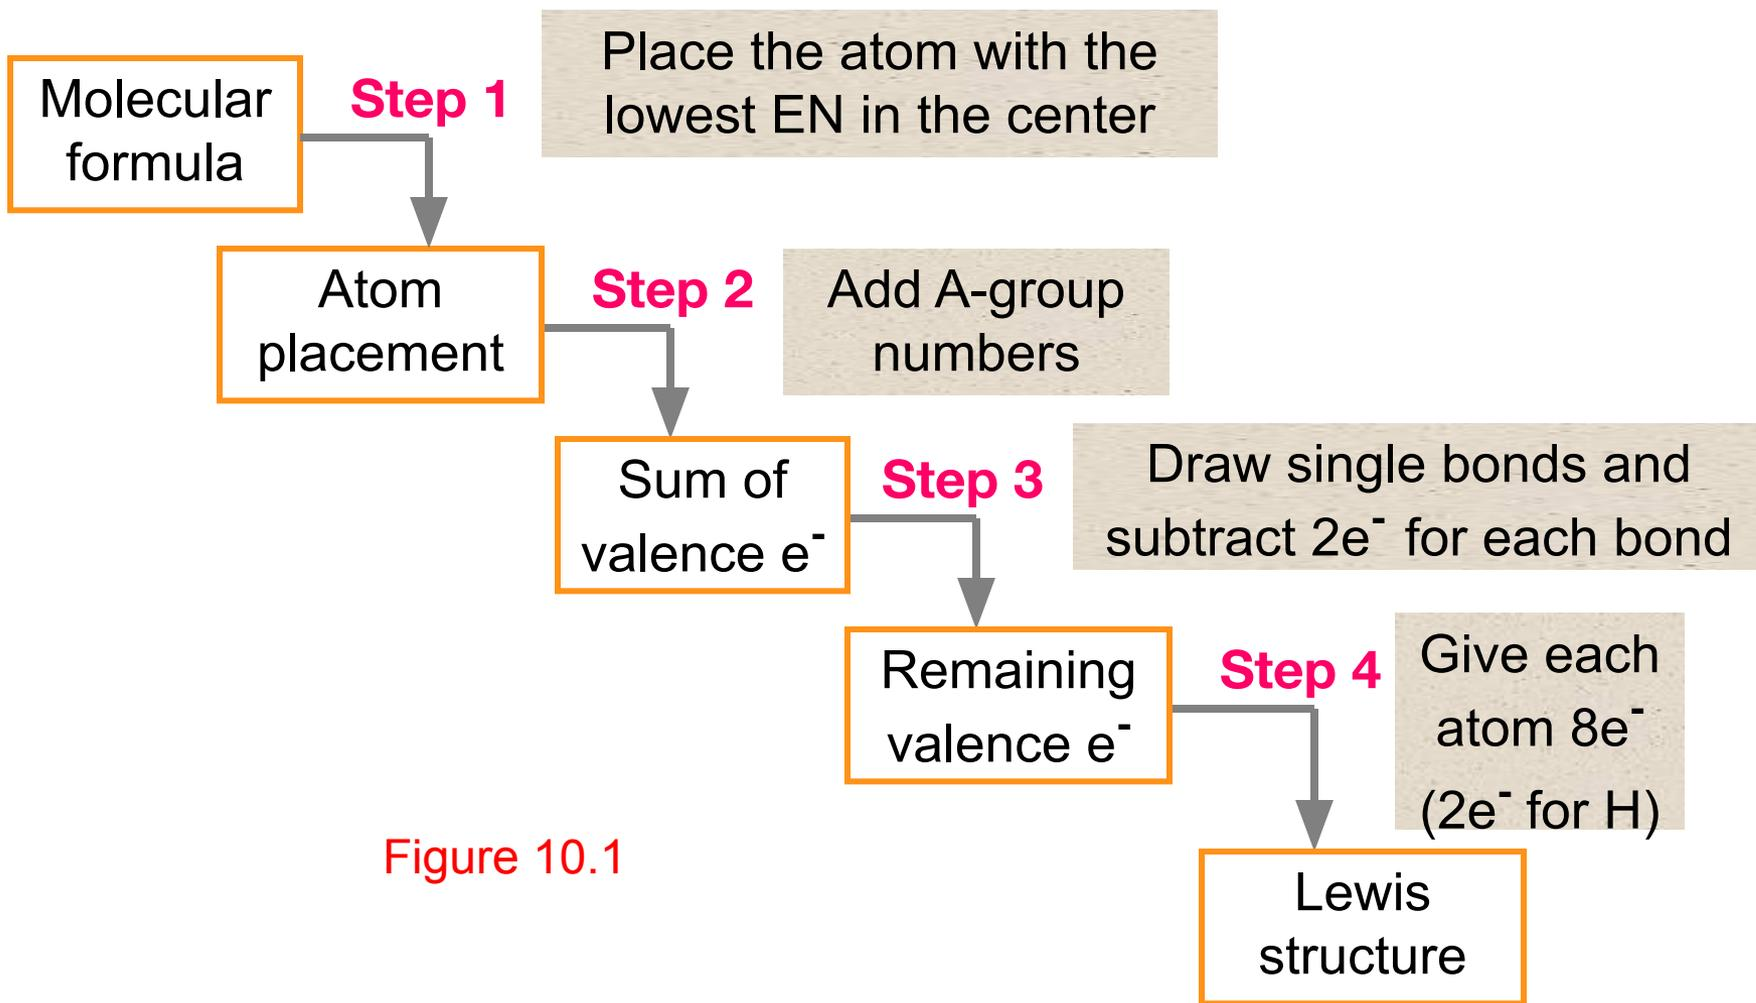 Molecular
formula
Step 1
Place the atom with the
lowest EN in the center
Atom
placement
Step 2
Add A-group
numbers
Sum of
valence e-
Step 3
Draw single bonds and
subtract 2e- for each bond
Remaining
valence e-
Step 4
Give each
atom 8e-
(2e- for H)
Figure 10.1
Lewis
structure